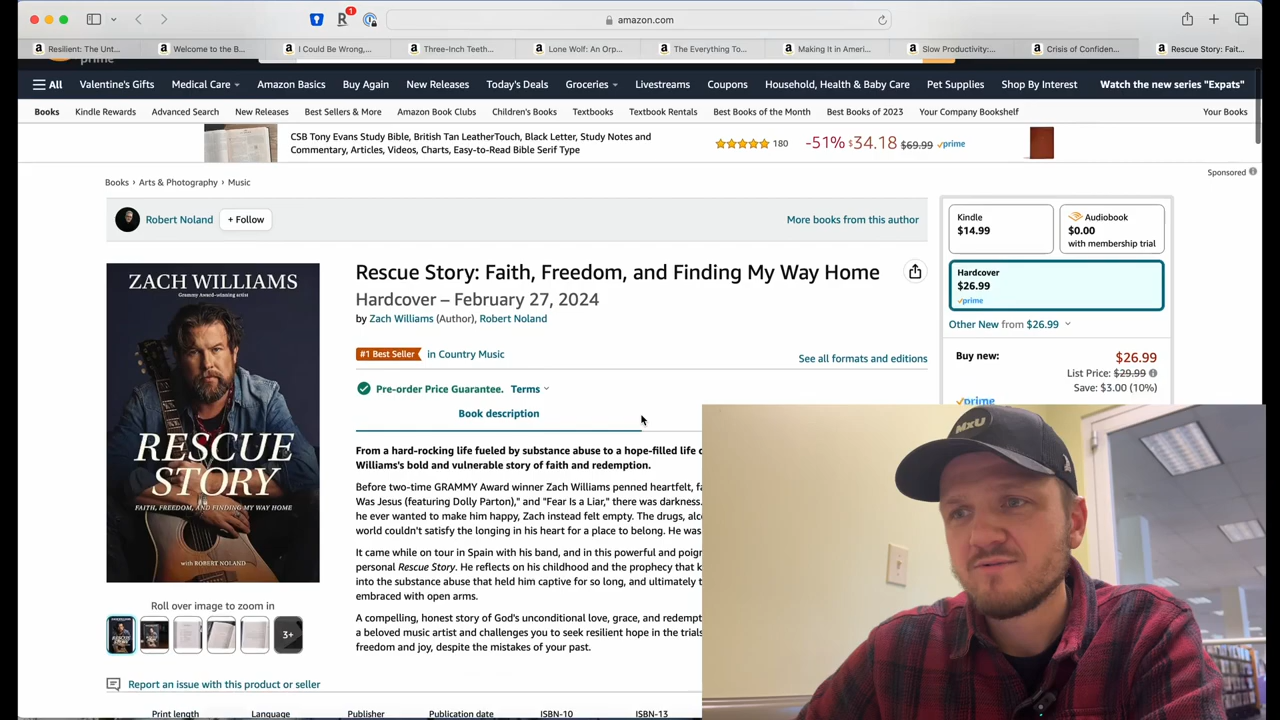 1
amazon.com
Resilient: The Unt...
Welcome to the B...
I Could Be Wrong,...
Three-Inch Teeth...
Lone Wolf: An Orp...
The Everything To...
Making It in Ameri...
Slow Productivity:...
Crisis of Confiden...
Rescue Story: Fait...
prime
All
Valentine's Gifts
Medical Care
Amazon Basics
Buy Again
New Releases
Today's Deals
Groceries
Livestreams
Coupons
Household, Health & Baby Care
Pet Supplies
Shop By Interest
Watch the new series "Expats"
Books
Kindle Rewards
Advanced Search
New Releases
Best Sellers & More
Amazon Book Clubs
Children's Books
Textbooks
Textbook Rentals
Best Books of the Month
Best Books of 2023
Your Company Bookshelf
Your Books
CSB Tony Evans Study Bible, British Tan LeatherTouch, Black Letter, Study Notes and
Commentary, Articles, Videos, Charts, Easy-to-Read Bible Serif Type
180
-51% $34.18 $69.99 prime
Sponsored
Books › Arts & Photography › Music
Robert Noland
+ Follow
More books from this author
Kindle
$14.99
Audiobook
$0.00
with membership trial
Hardcover
$26.99
prime
Other New from $26.99
Buy new:
$26.99
List Price: $29.99
Save: $3.00 (10%)
prime
ZACH WILLIAMS
Grammy Award-winning artist
RESCUE
STORY
FAITH, FREEDOM, AND FINDING MY WAY HOME
with ROBERT NOLAND
Rescue Story: Faith, Freedom, and Finding My Way Home
Hardcover – February 27, 2024
by Zach Williams (Author), Robert Noland
#1 Best Seller in Country Music
See all formats and editions
Pre-order Price Guarantee. Terms
Book description
From a hard-rocking life fueled by substance abuse to a hope-filled life
Williams's bold and vulnerable story of faith and redemption.
Before two-time GRAMMY Award winner Zach Williams penned heartfelt,
Was Jesus (featuring Dolly Parton)," and "Fear Is a Liar," there was darkness.
he ever wanted to make him happy, Zach instead felt empty. The drugs,
world couldn't satisfy the longing in his heart for a place to belong. He was
It came while on tour in Spain with his band, and in this powerful and
personal Rescue Story. He reflects on his childhood and the prophecy that
into the substance abuse that held him captive for so long, and ultimately
embraced with open arms.
A compelling, honest story of God's unconditional love, grace, and
a beloved music artist and challenges you to seek resilient hope in the trials
freedom and joy, despite the mistakes of your past.
Roll over image to zoom in
RESCUE
STORY
3+
Report an issue with this product or seller
Print length
Language
Publisher
Publication date
ISBN-10
ISBN-13
MxU